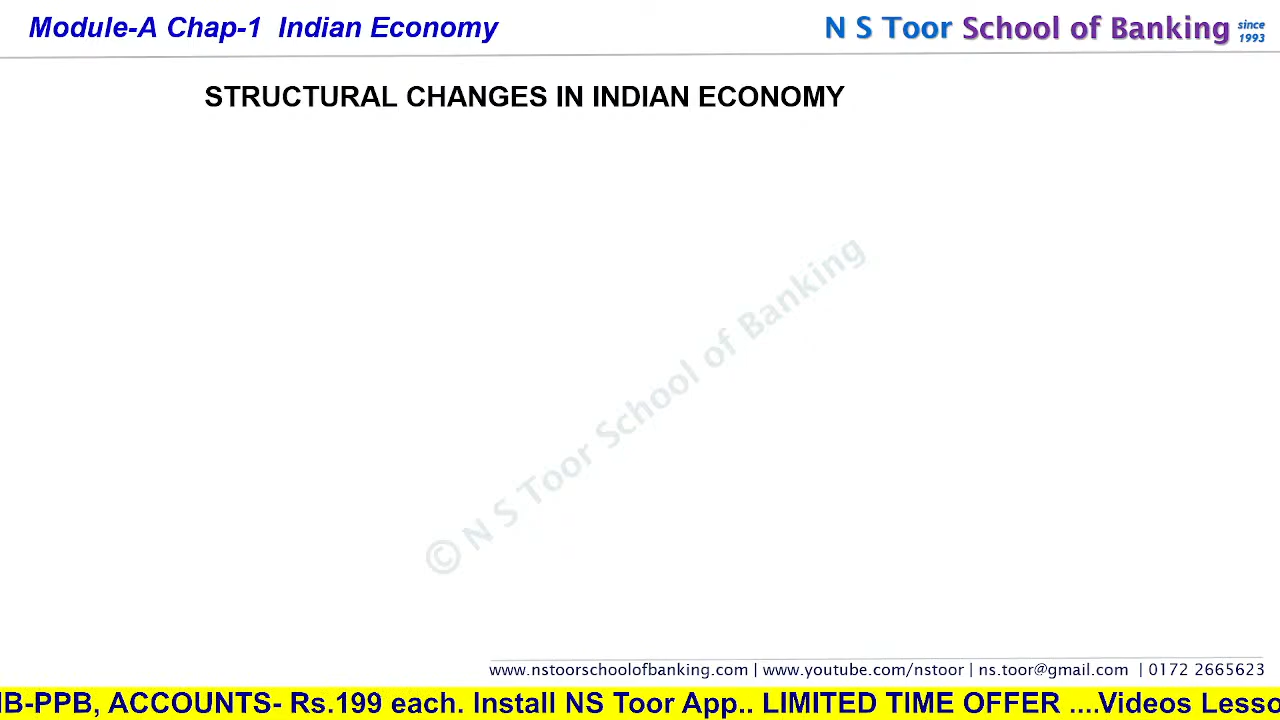 Module-A Chap-1 Indian Economy
N S Toor School of Banking since 1993
STRUCTURAL CHANGES IN INDIAN ECONOMY
© N S Toor School of Banking
www.nstoorschoolofbanking.com | www.youtube.com/nstoor | ns.toor@gmail.com | 0172 2665623
IB-PPB, ACCOUNTS- Rs.199 each. Install NS Toor App.. LIMITED TIME OFFER ....Videos Lesso